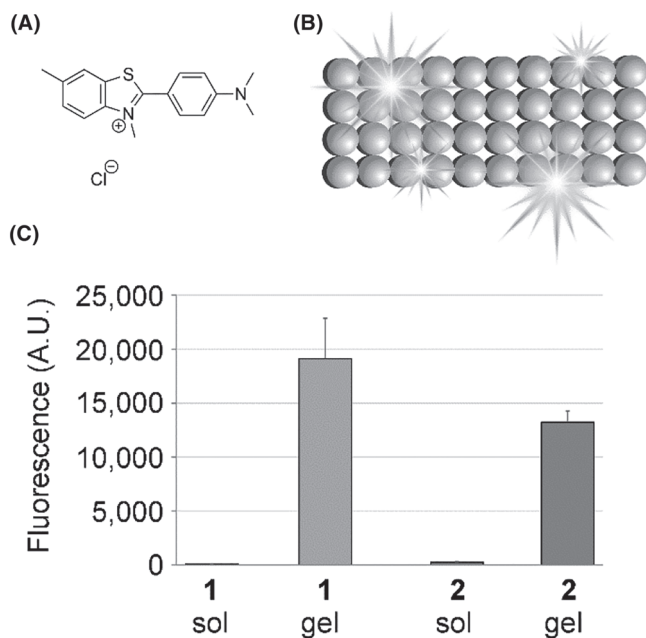 (A)
(B)
S
N
⊕
N
Cl⊖
(C)
Fluorescence (A.U.)
25,000
20,000
15,000
10,000
5,000
0
1 1 2 2
sol gel sol gel